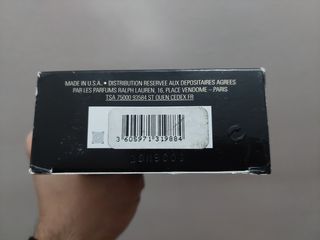 MADE IN U.S.A. • DISTRIBUTION RESERVEE AUX DEPOSITAIRES AGREES
PAR LES PARFUMS RALPH LAUREN, 16, PLACE VENDOME – PARIS
TSA 75000 93584 ST OUEN CEDEX FR
3 605971 319884